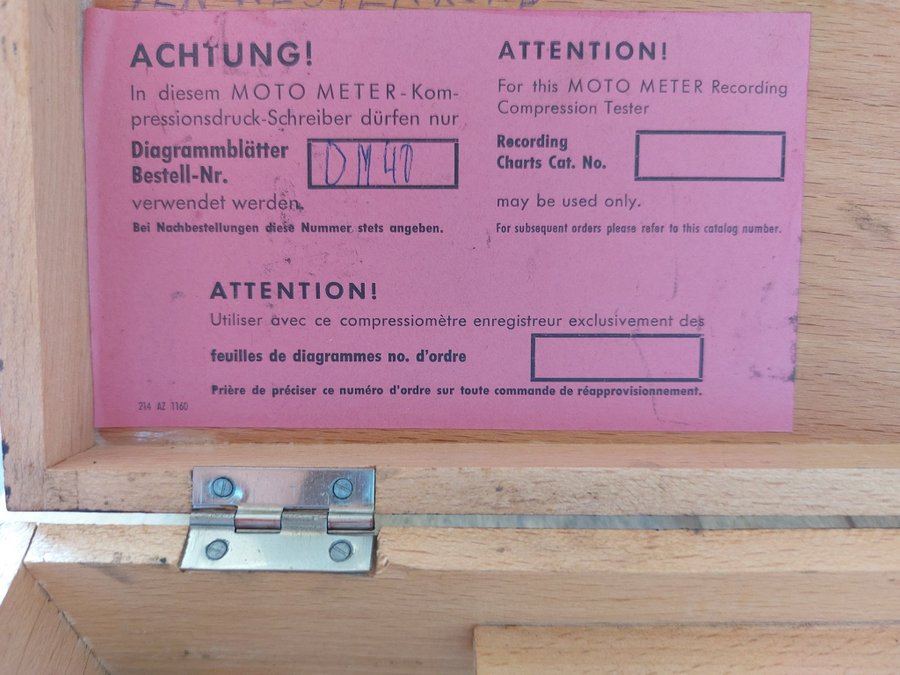 ACHTUNG!
In diesem MOTO METER-Kom-
pressionsdruck-Schreiber dürfen nur
Diagrammblätter
Bestell-Nr.
DM 40
verwendet werden.
Bei Nachbestellungen diese Nummer stets angeben.
ATTENTION!
For this MOTO METER Recording
Compression Tester
Recording
Charts Cat. No.
may be used only.
For subsequent orders please refer to this catalog number.
ATTENTION!
Utiliser avec ce compressiomètre enregistreur exclusivement des
feuilles de diagrammes no. d'ordre
Prière de préciser ce numéro d'ordre sur toute commande de réapprovisionnement.
214 AZ 1160